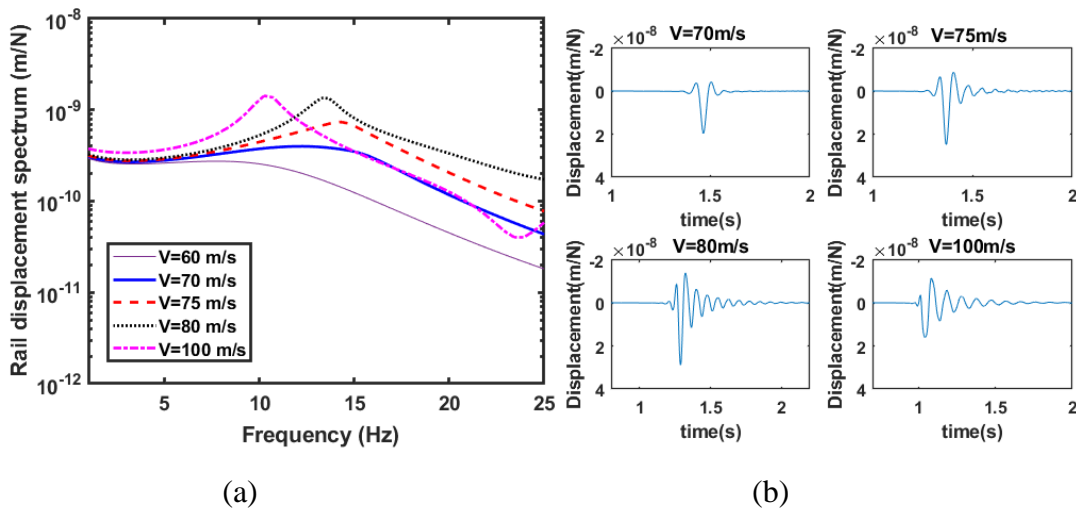 Rail displacement spectrum (m/N)
10^-8
10^-9
10^-10
10^-11
10^-12
V=60 m/s
V=70 m/s
V=75 m/s
V=80 m/s
V=100 m/s
5 10 15 20 25
Frequency (Hz)
(a)
×10^-8 V=70m/s
Displacement(m/N)
-2
0
2
4
1 1.5 2
time(s)
×10^-8 V=75m/s
Displacement(m/N)
-2
0
2
4
1 1.5 2
time(s)
×10^-8 V=80m/s
Displacement(m/N)
-2
0
2
4
1 1.5 2
time(s)
×10^-8 V=100m/s
Displacement(m/N)
-2
0
2
4
1 1.5 2
time(s)
(b)